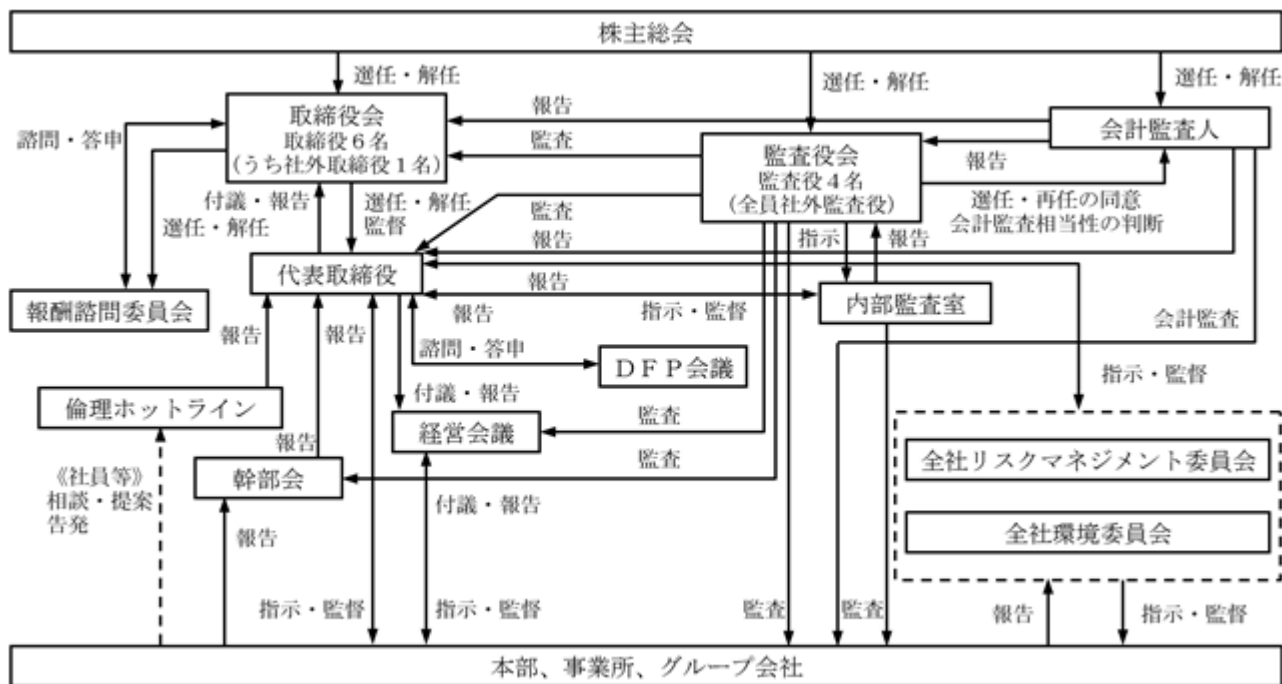 株主総会
選任・解任
選任・解任
選任・解任
取締役会
取締役6名
(うち社外取締役1名)
報告
会計監査人
諮問・答申
監査
監査役会
監査役4名
(全員社外監査役)
報告
付議・報告
選任・解任
監督
選任・解任
監査
選任・再任の同意
会計監査相当性の判断
指示
報告
報告
代表取締役
報告
報酬諮問委員会
内部監査室
報告
指示・監督
会計監査
報告
報告
諮問・答申
DFP会議
指示・監督
付議・報告
倫理ホットライン
経営会議
監査
報告
幹部会
監査
全社リスクマネジメント委員会
《社員等》
相談・提案
告発
付議・報告
報告
全社環境委員会
指示・監督
指示・監督
監査
監査
報告
指示・監督
本部、事業所、グループ会社